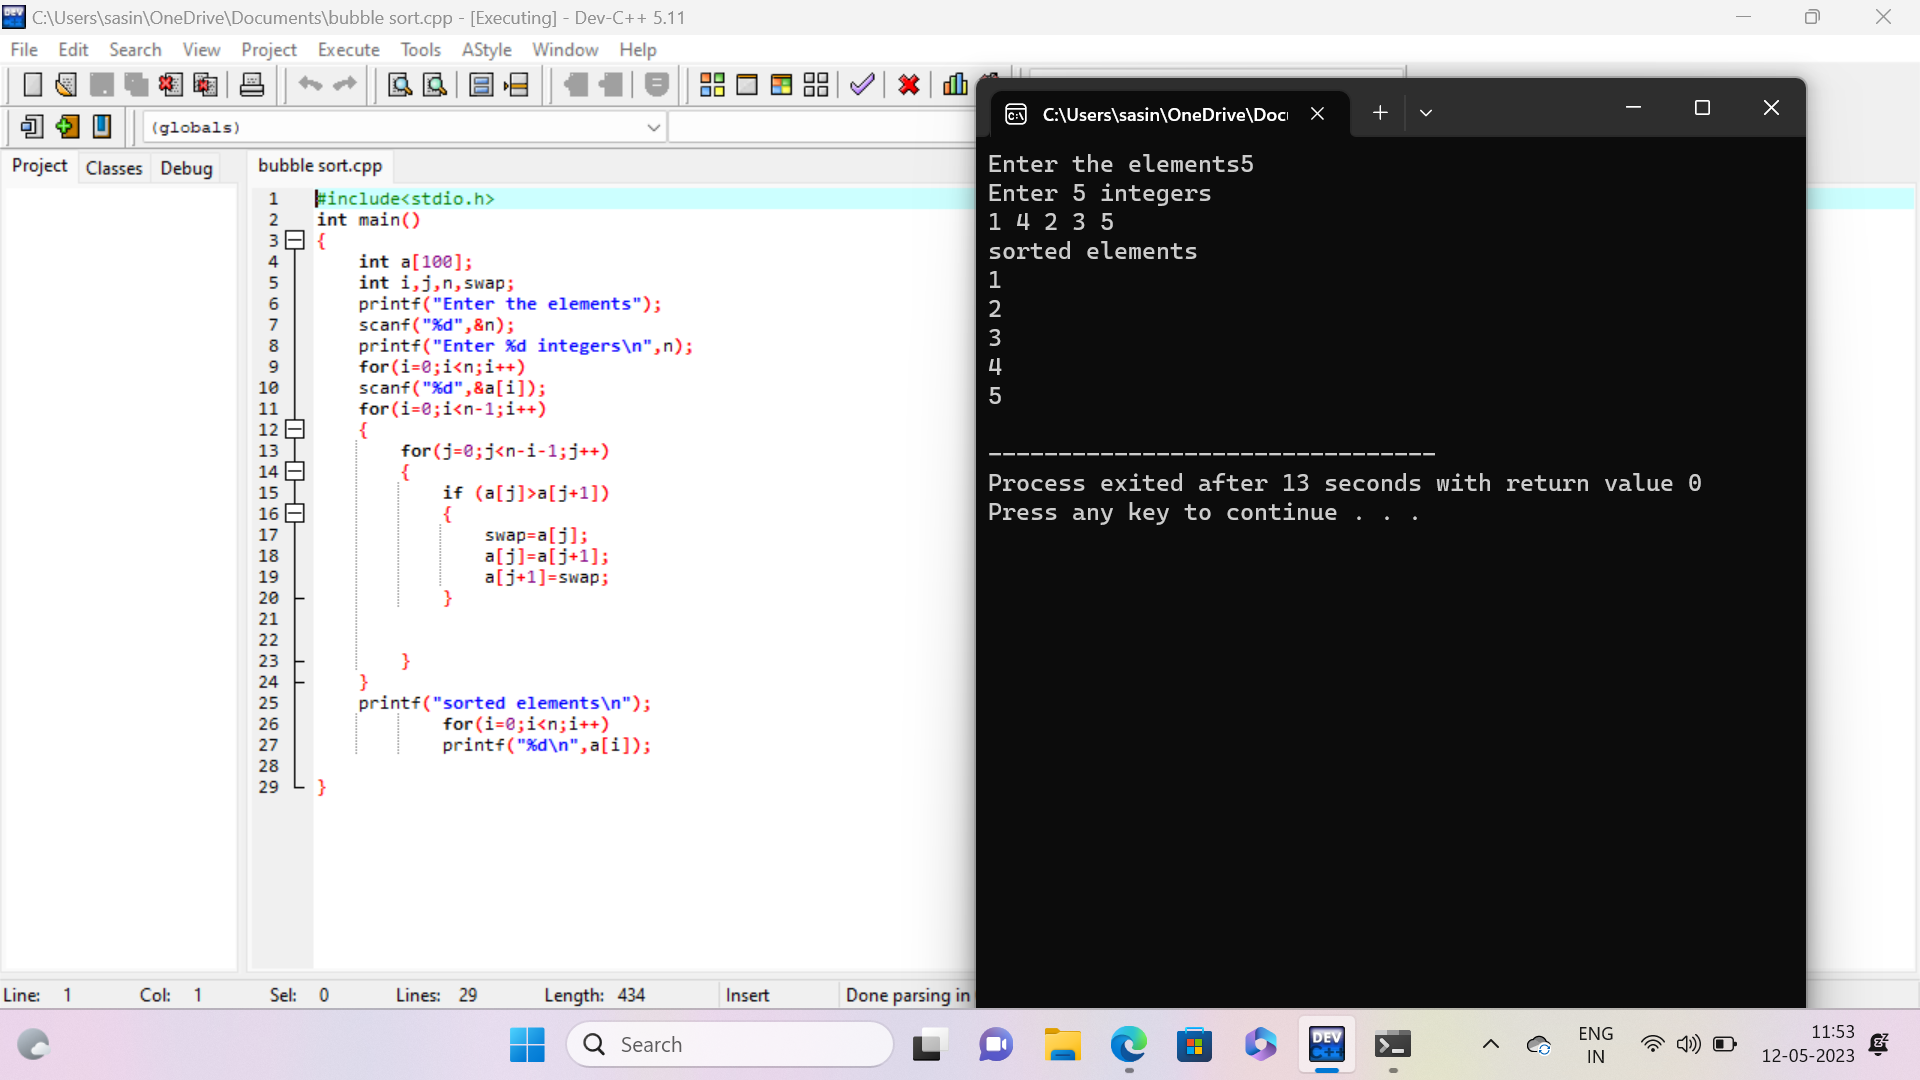 C:\Users\sasin\OneDrive\Documents\bubble sort.cpp - [Executing] - Dev-C++ 5.11
File Edit Search View Project Execute Tools AStyle Window Help
(globals)
Project Classes Debug
bubble sort.cpp
1 #include<stdio.h>
2 int main()
3 {
4 int a[100];
5 int i,j,n,swap;
6 printf("Enter the elements");
7 scanf("%d",&n);
8 printf("Enter %d integers\n",n);
9 for(i=0;i<n;i++)
10 scanf("%d",&a[i]);
11 for(i=0;i<n-1;i++)
12 {
13 for(j=0;j<n-i-1;j++)
14 {
15 if (a[j]>a[j+1])
16 {
17 swap=a[j];
18 a[j]=a[j+1];
19 a[j+1]=swap;
20 }
21
22
23 }
24 }
25 printf("sorted elements\n");
26 for(i=0;i<n;i++)
27 printf("%d\n",a[i]);
28
29 }
C:\Users\sasin\OneDrive\Doc
Enter the elements5
Enter 5 integers
1 4 2 3 5
sorted elements
1
2
3
4
5
--------------------------------
Process exited after 13 seconds with return value 0
Press any key to continue . . .
Line: 1 Col: 1 Sel: 0 Lines: 29 Length: 434 Insert Done parsing in
Search
DEV
C++
ENG
IN
11:53
12-05-2023